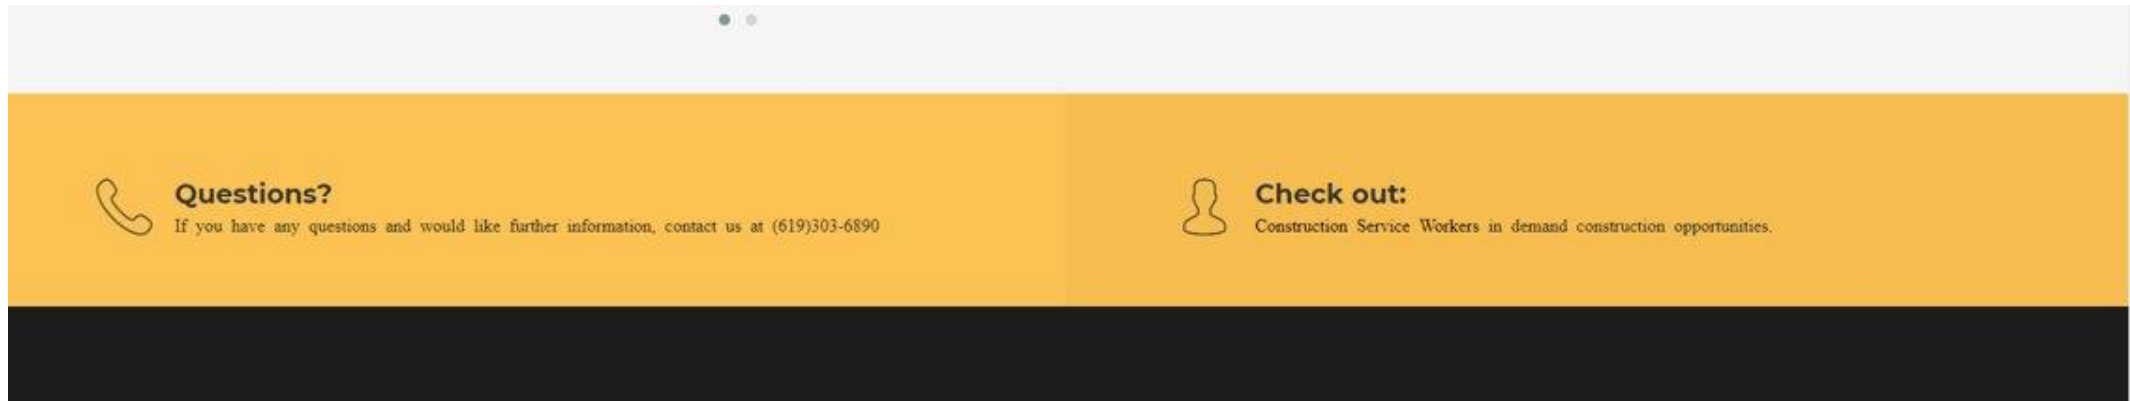 Questions?
If you have any questions and would like further information, contact us at (619)303-6890
Check out:
Construction Service Workers in demand construction opportunities.